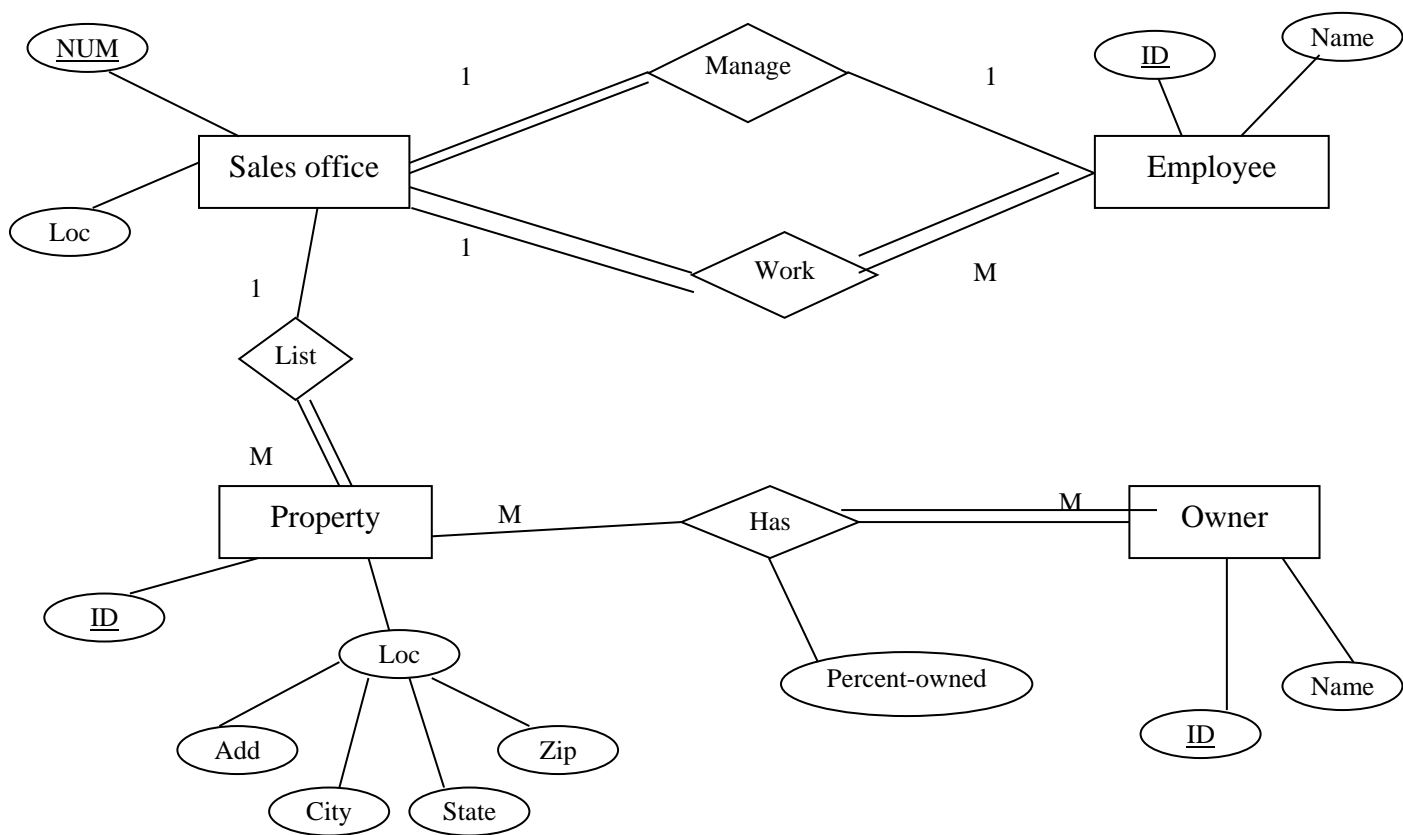 NUM
Manage
ID
Name
1
1
Sales office
Employee
Loc
1
Work
M
1
List
M
Property
M
Has
M
Owner
ID
Loc
Percent-owned
Name
ID
Add
Zip
City
State